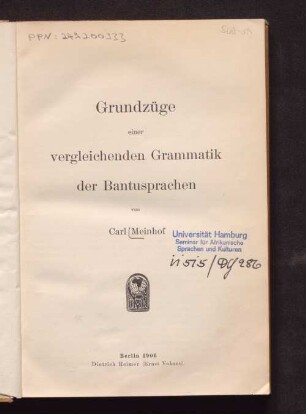 PPN: 242200333
Grundzüge
einer
vergleichenden Grammatik
der Bantusprachen
von
Carl Meinhof
Universität Hamburg
Seminar für Afrikanische
Sprachen und Kulturen
Berlin 1906
Dietrich Reimer (Ernst Vohsen)